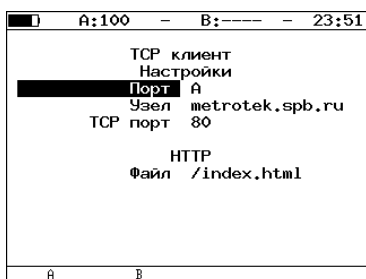 A:100 – B:---- – 23:51
TCP клиент
Настройки
Порт A
Узел metrotek.spb.ru
TCP порт 80
HTTP
Файл /index.html
A B